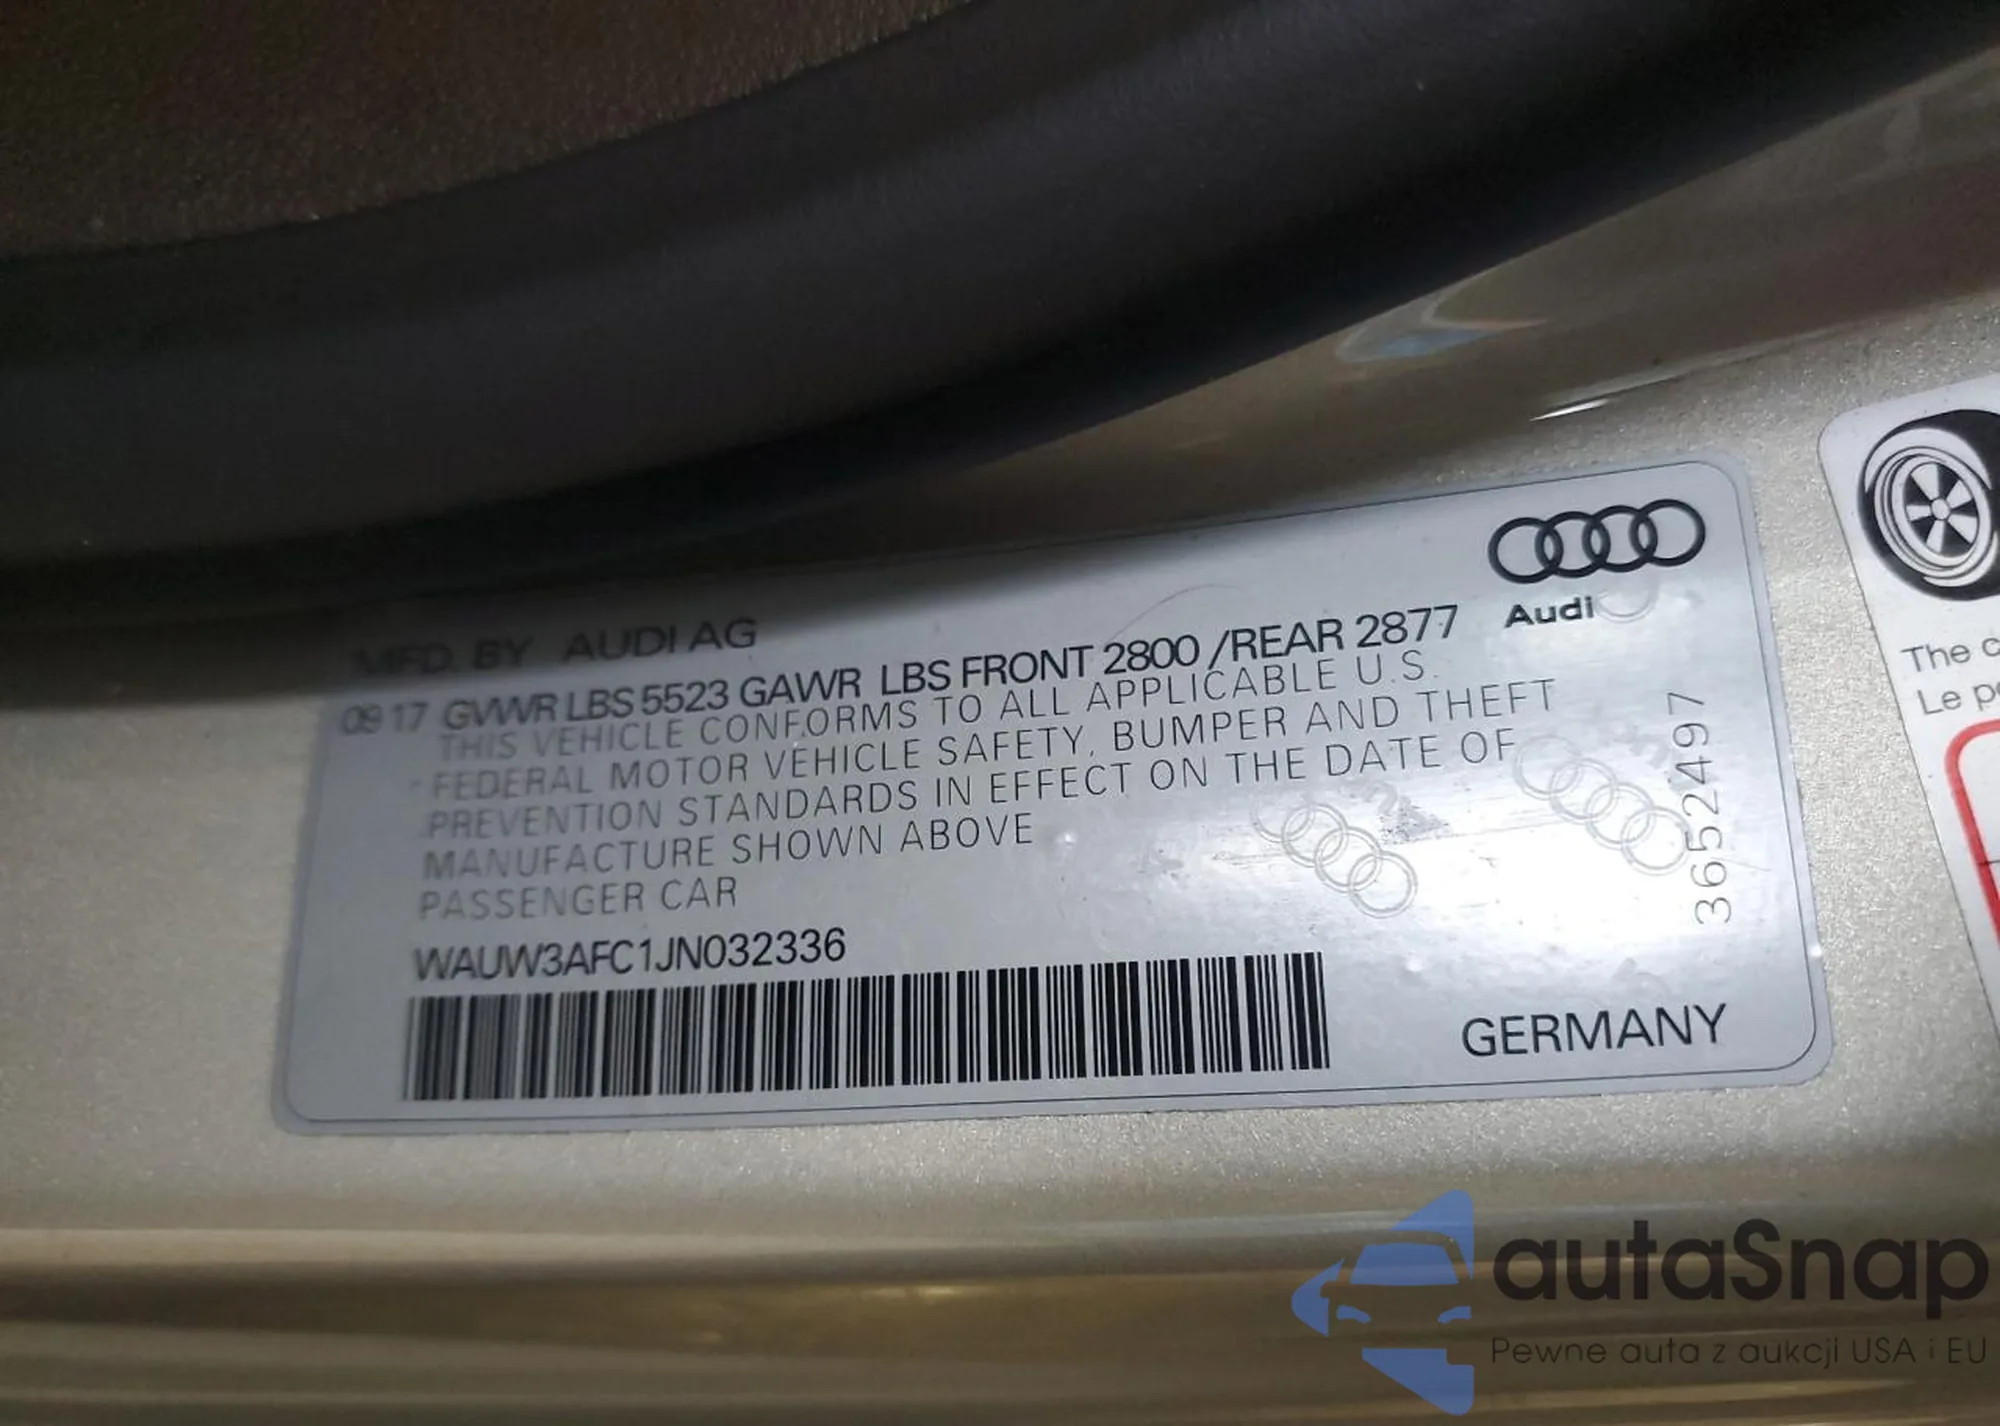 MFD. BY AUDI AG
09 17 GVWR LBS 5523 GAWR LBS FRONT 2800 /REAR 2877
THIS VEHICLE CONFORMS TO ALL APPLICABLE U.S.
FEDERAL MOTOR VEHICLE SAFETY, BUMPER AND THEFT
PREVENTION STANDARDS IN EFFECT ON THE DATE OF
MANUFACTURE SHOWN ABOVE
PASSENGER CAR
WAUW3AFC1JN032336
Audi
3652497
GERMANY
The c
Le p
autaSnap
Pewne auta z aukcji USA i EU